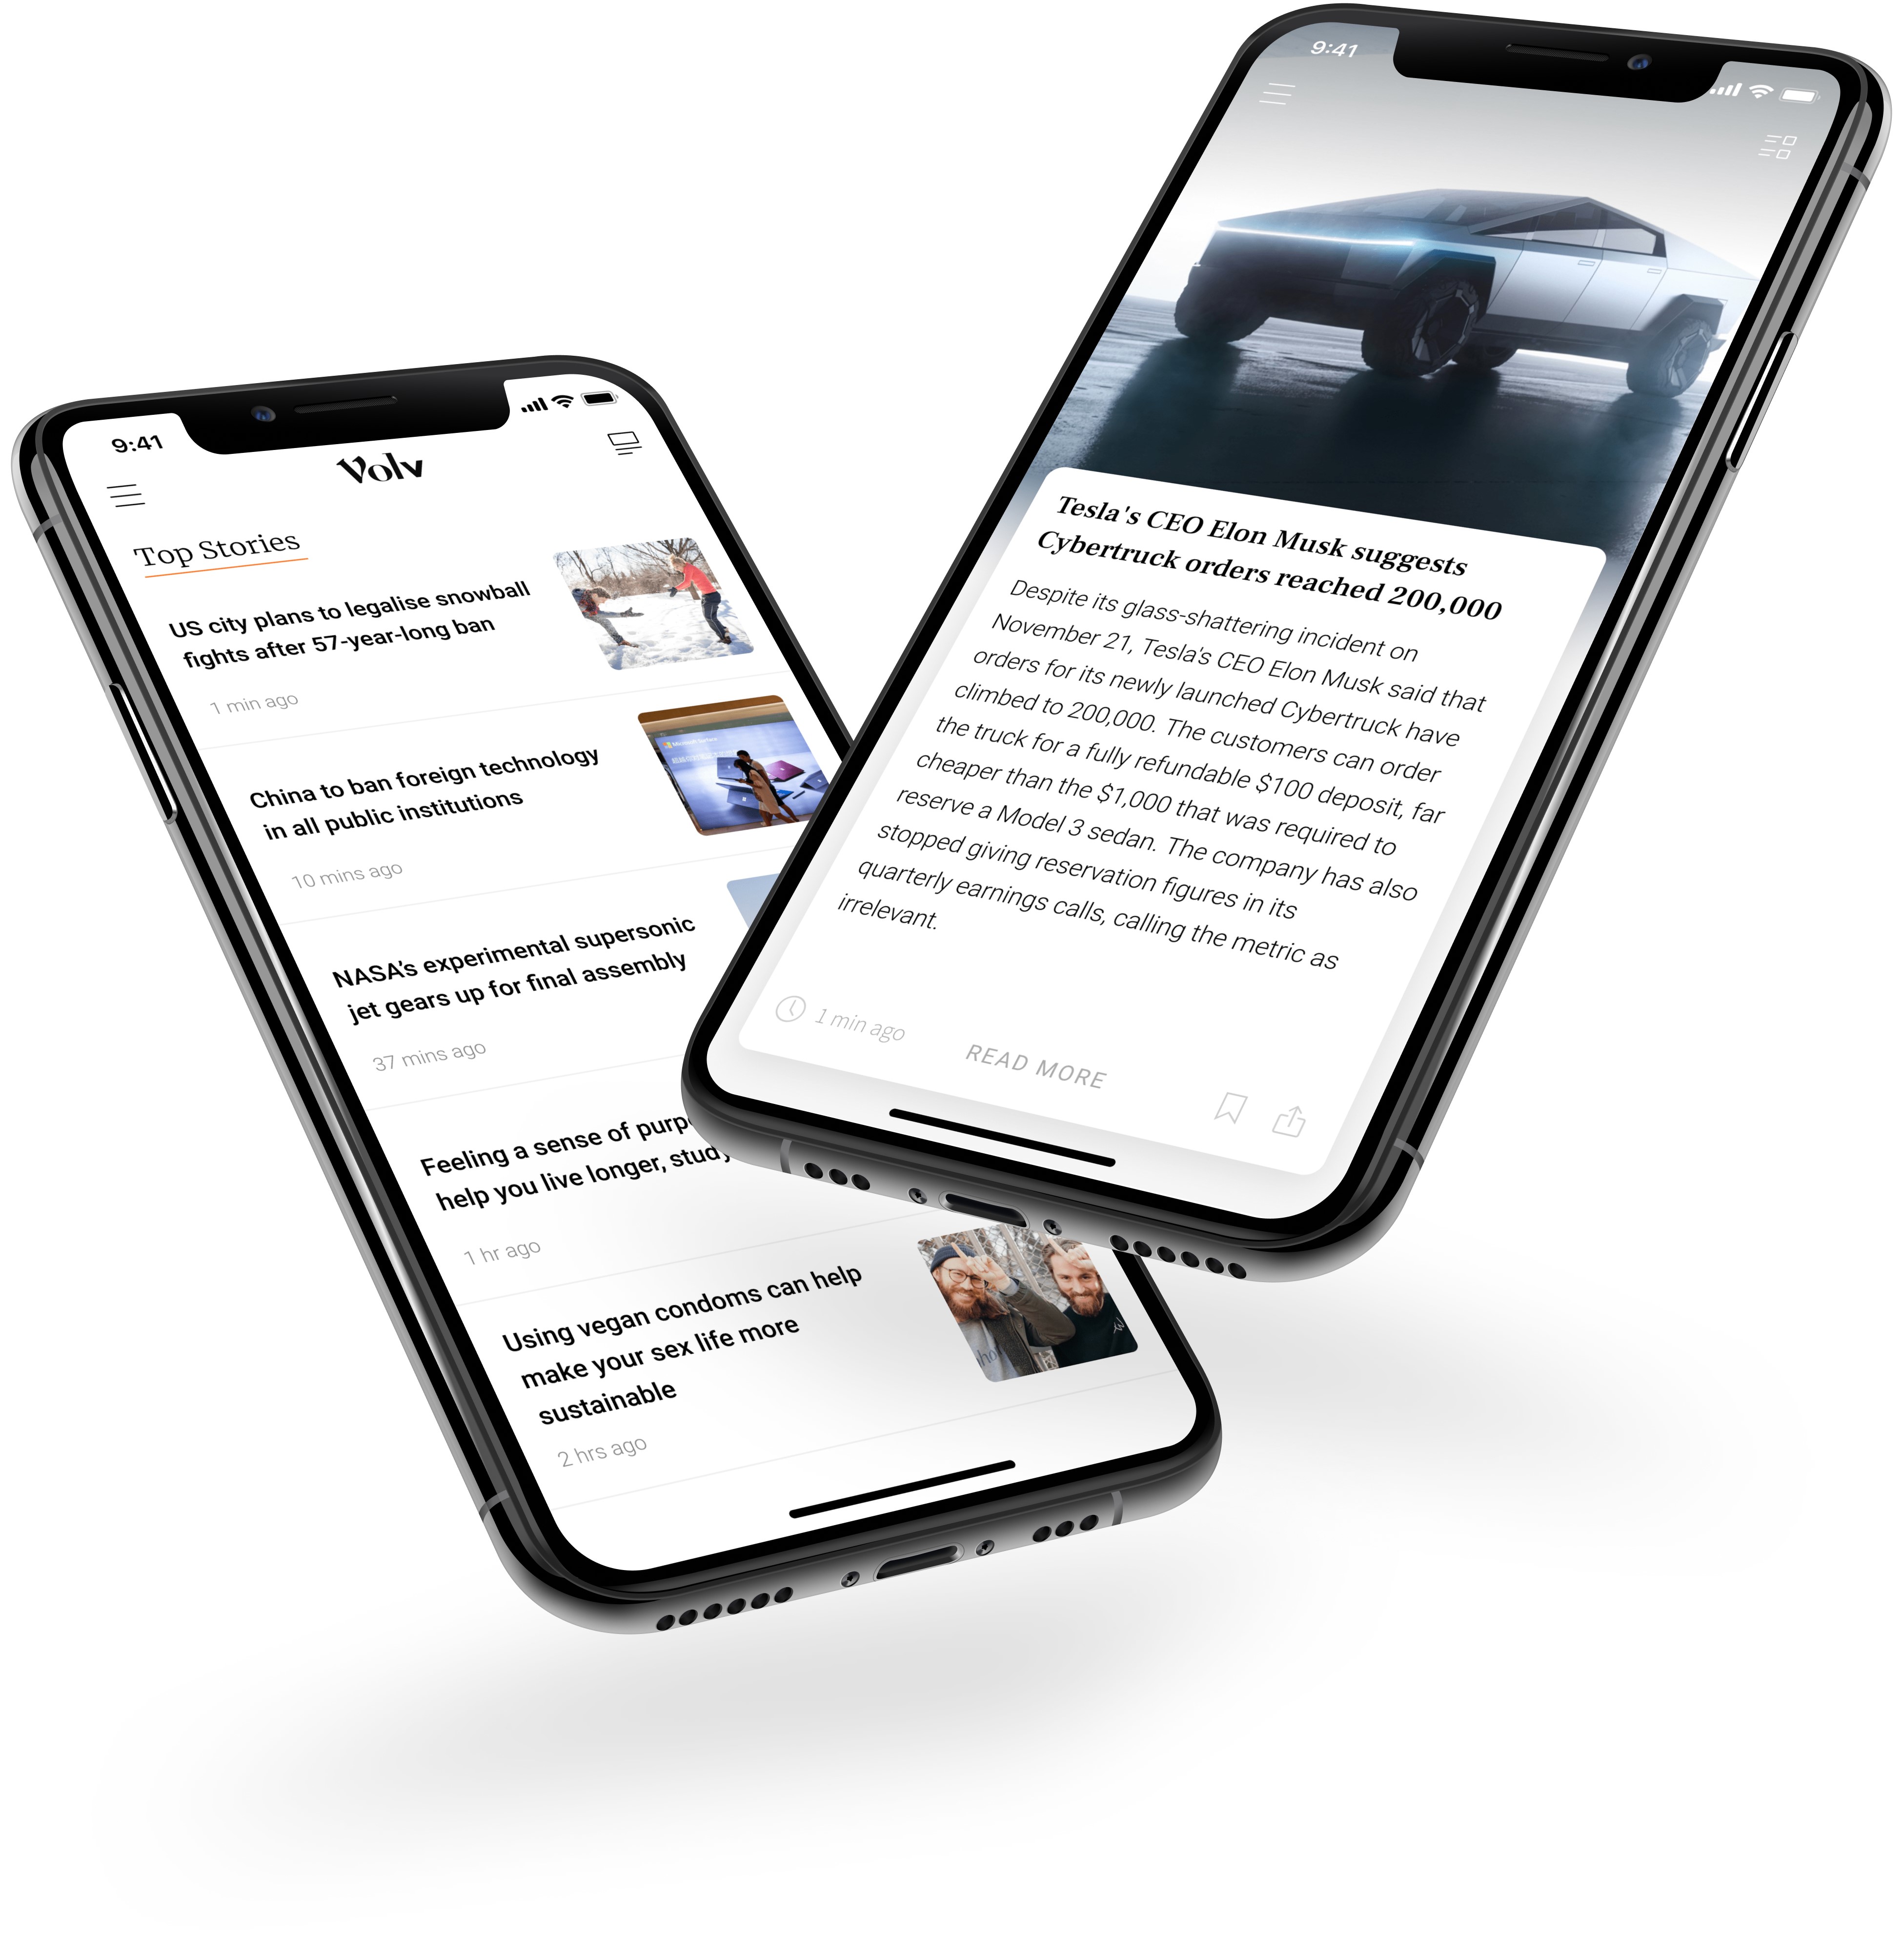 9:41
Volv
Top Stories
US city plans to legalise snowball
fights after 57-year-long ban
1 min ago
China to ban foreign technology
in all public institutions
10 mins ago
NASA's experimental supersonic
jet gears up for final assembly
37 mins ago
Feeling a sense of
help you live longer,
1 hr ago
Using vegan condoms can help
make your sex life more
sustainable
2 hrs ago
9:41
Tesla's CEO Elon Musk suggests
Cybertruck orders reached 200,000
Despite its glass-shattering incident on
November 21, Tesla's CEO Elon Musk said that
orders for its newly launched Cybertruck have
climbed to 200,000. The customers can order
the truck for a fully refundable $100 deposit, far
cheaper than the $1,000 that was required to
reserve a Model 3 sedan. The company has also
stopped giving reservation figures in its
quarterly earnings calls, calling the metric as
irrelevant.
1 min ago
READ MORE